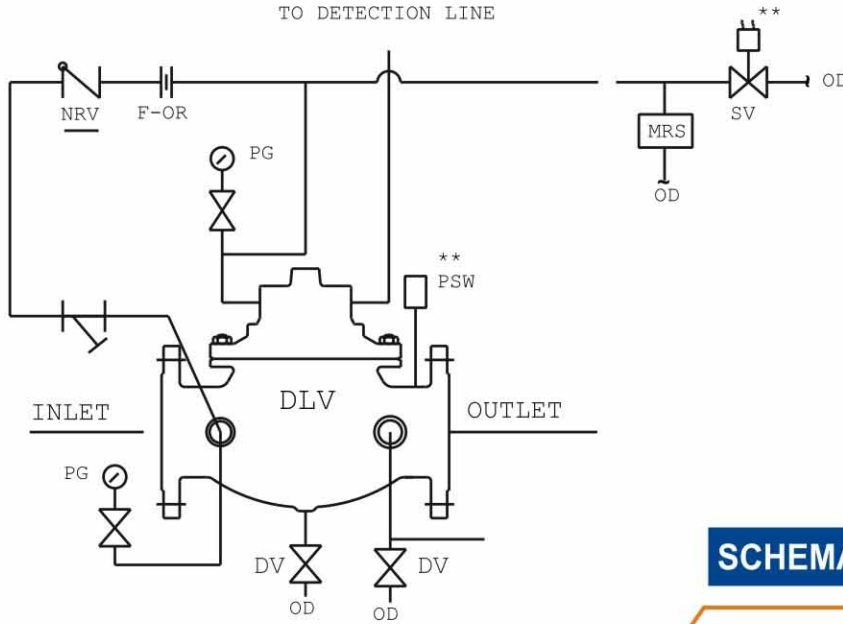 TO DETECTION LINE
**
NRV
F-OR
SV
OD
PG
MRS
OD
**
PSW
DLV
INLET
OUTLET
PG
DV
DV
OD
OD